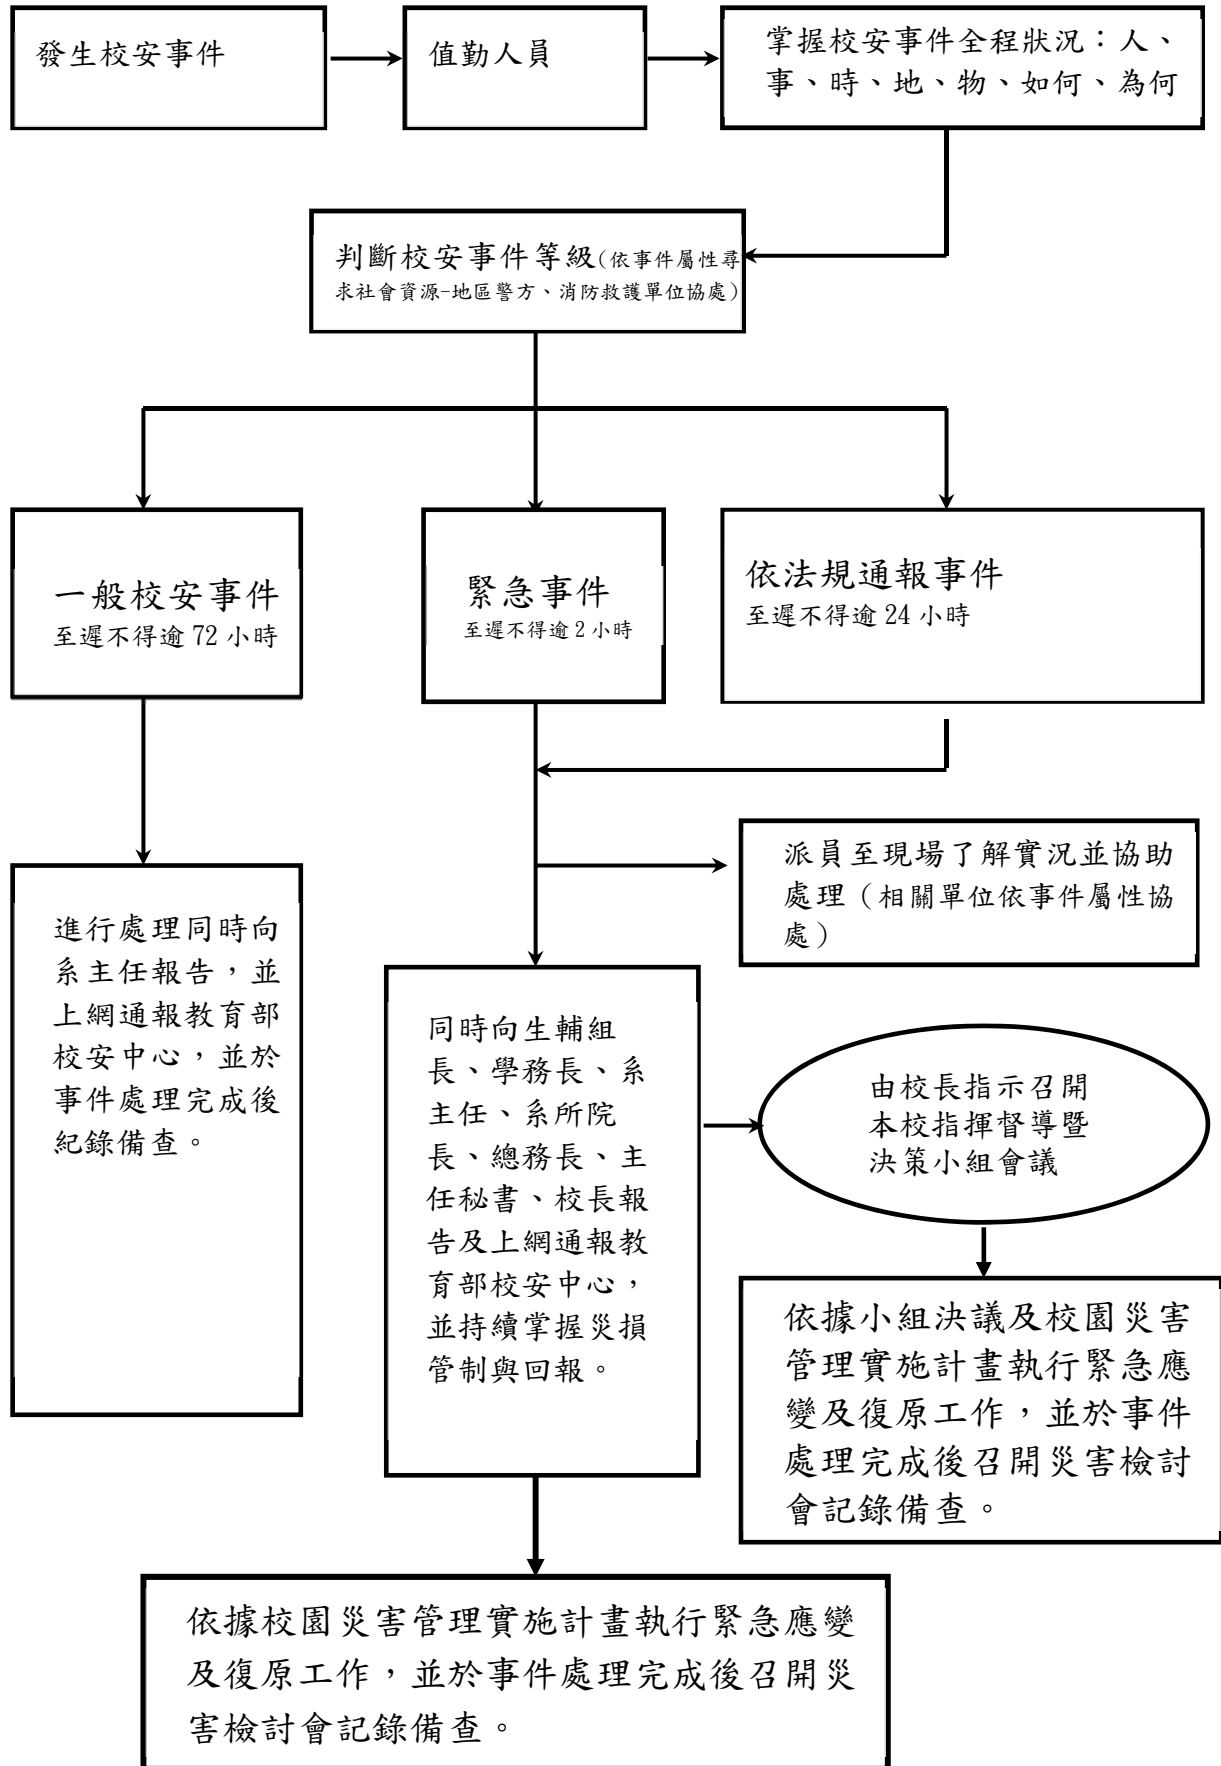 發生校安事件
值勤人員
掌握校安事件全程狀況：人、
事、時、地、物、如何、為何
判斷校安事件等級(依事件屬性尋
求社會資源-地區警方、消防救護單位協處)
一般校安事件
至遲不得逾 72 小時
緊急事件
至遲不得逾 2 小時
依法規通報事件
至遲不得逾 24 小時
派員至現場了解實況並協助
處理（相關單位依事件屬性協
處）
進行處理同時向
系主任報告，並
上網通報教育部
校安中心，並於
事件處理完成後
紀錄備查。
同時向生輔組
長、學務長、系
主任、系所院
長、總務長、主
任秘書、校長報
告及上網通報教
育部校安中心，
並持續掌握災損
管制與回報。
由校長指示召開
本校指揮督導暨
決策小組會議
依據小組決議及校園災害
管理實施計畫執行緊急應
變及復原工作，並於事件
處理完成後召開災害檢討
會記錄備查。
依據校園災害管理實施計畫執行緊急應變
及復原工作，並於事件處理完成後召開災
害檢討會記錄備查。